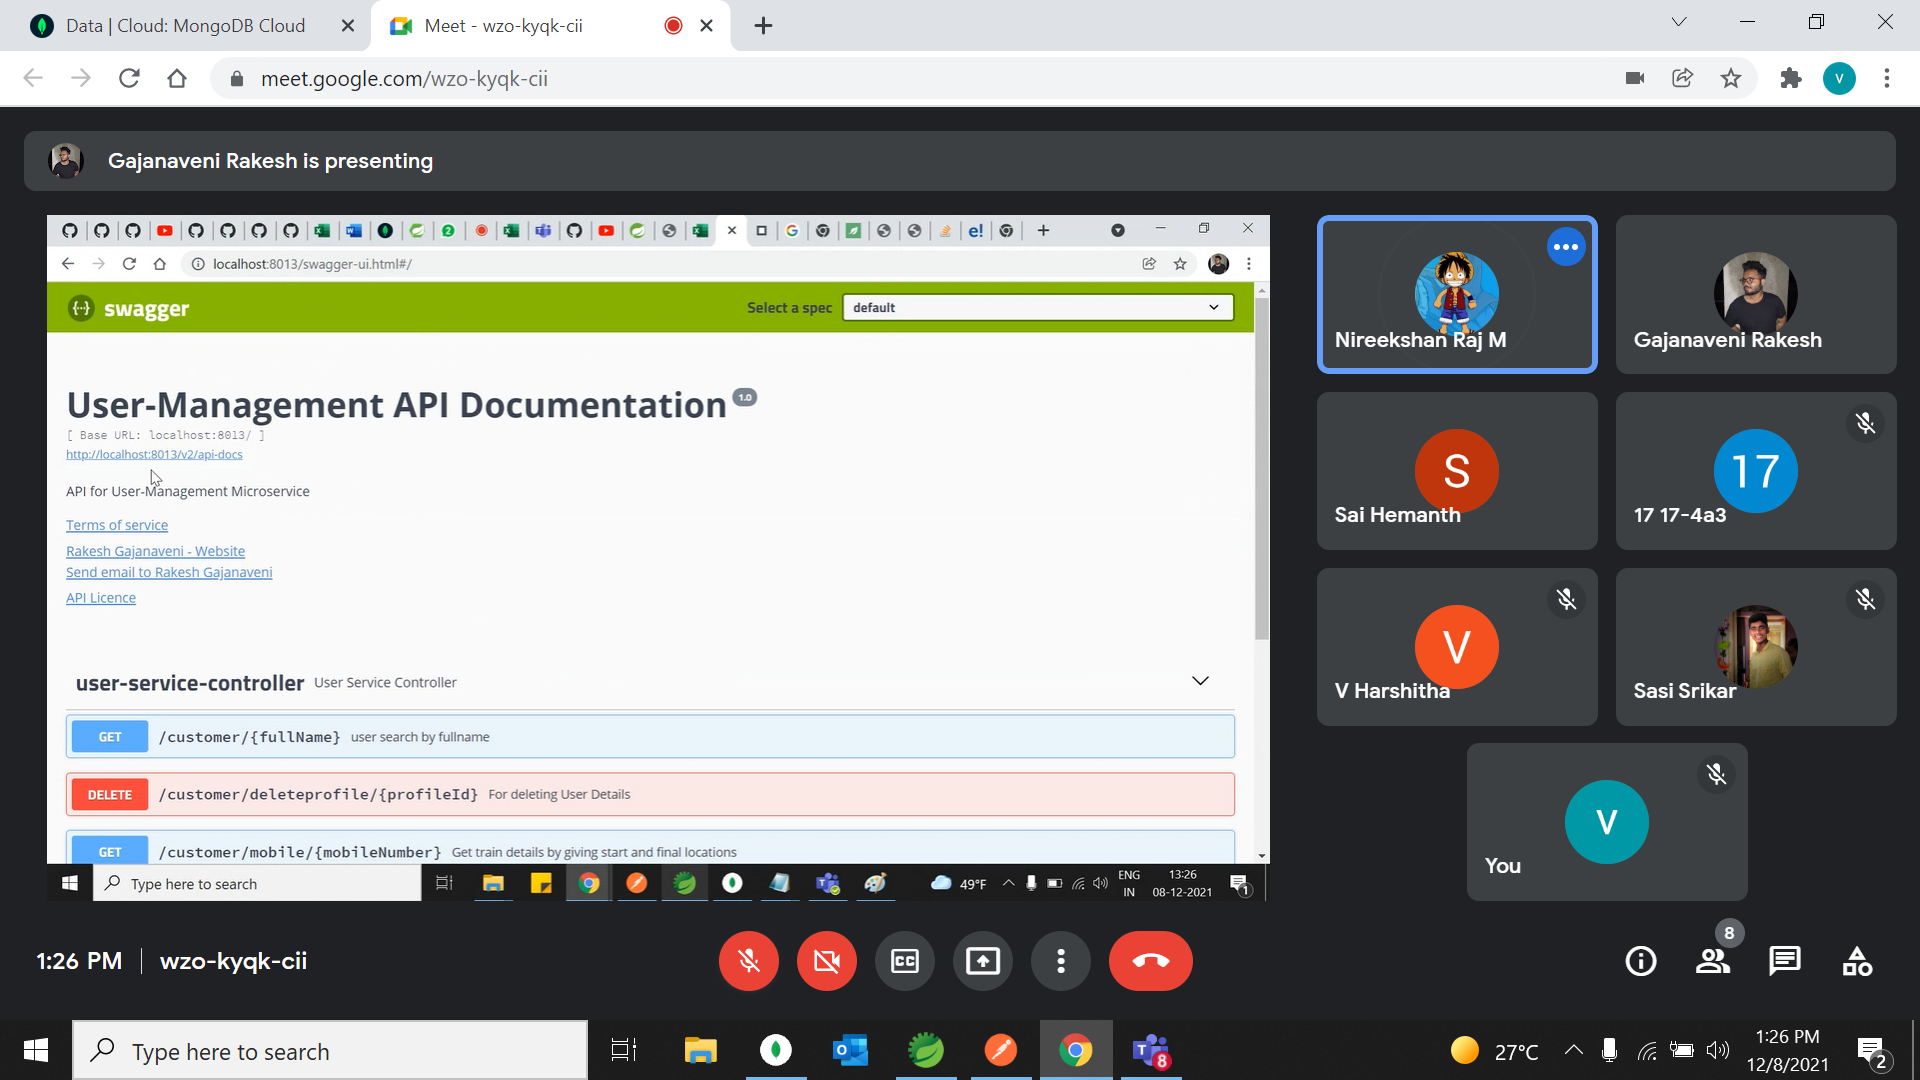 Data | Cloud: MongoDB Cloud
Meet - wzo-kyqk-cii
meet.google.com/wzo-kyqk-cii
V
Gajanaveni Rakesh is presenting
localhost:8013/swagger-ui.html#/
swagger
Select a spec
default
User-Management API Documentation 1.0
[ Base URL: localhost:8013/ ]
http://localhost:8013/v2/api-docs
API for User-Management Microservice
Terms of service
Rakesh Gajanaveni - Website
Send email to Rakesh Gajanaveni
API Licence
user-service-controller User Service Controller
GET /customer/{fullName} user search by fullname
DELETE /customer/deleteprofile/{profileId} For deleting User Details
GET /customer/mobile/{mobileNumber} Get train details by giving start and final locations
Type here to search
49°F
ENG
IN
13:26
08-12-2021
1
Nireekshan Raj M
Gajanaveni Rakesh
S
Sai Hemanth
17
17 17-4a3
V
V Harshitha
Sasi Srikar
V
You
1:26 PM
wzo-kyqk-cii
CC
8
Type here to search
8
27°C
1:26 PM
12/8/2021
2